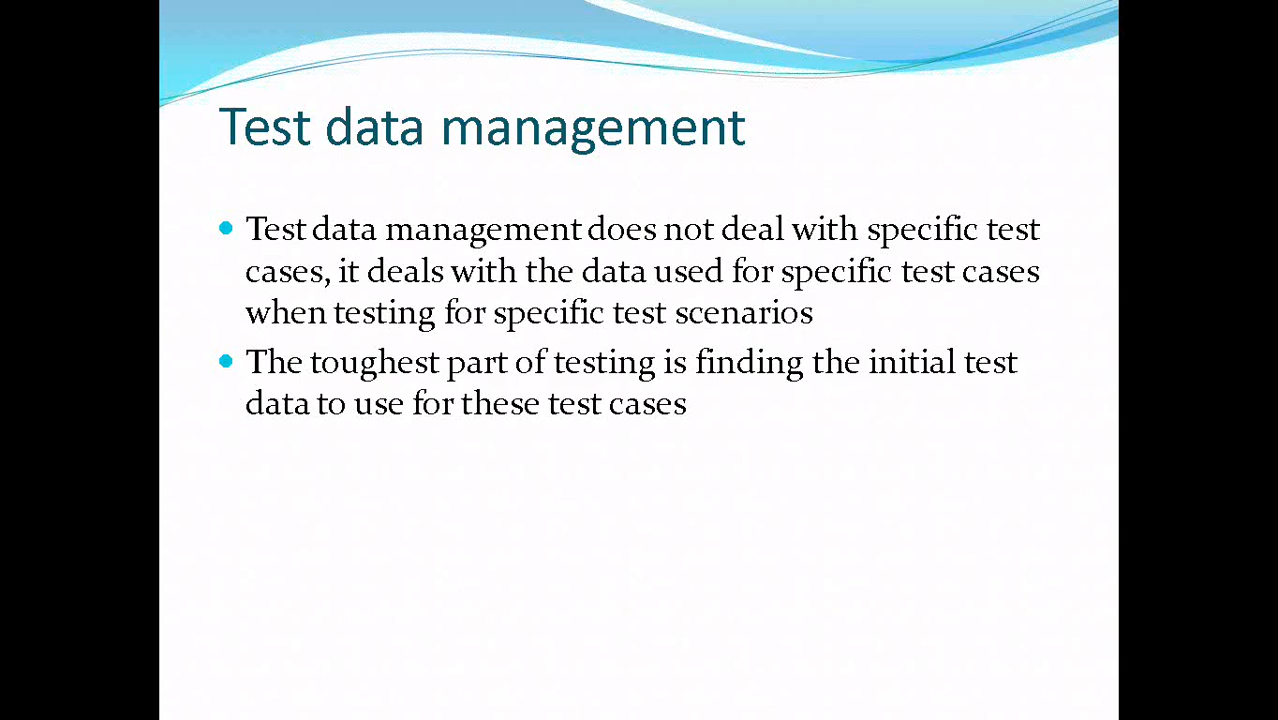 Test data management
Test data management does not deal with specific test
cases, it deals with the data used for specific test cases
when testing for specific test scenarios
The toughest part of testing is finding the initial test
data to use for these test cases